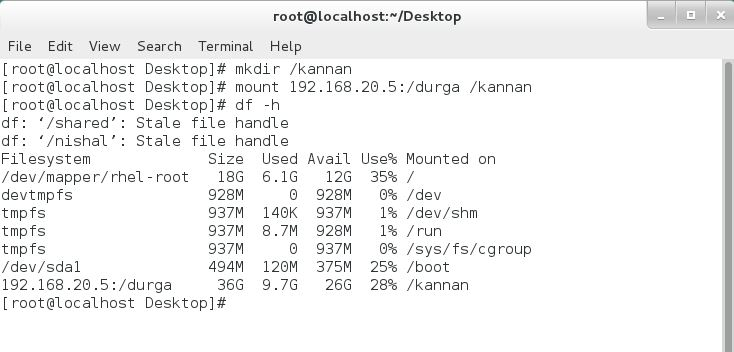 root@localhost:~/Desktop
File Edit View Search Terminal Help
[root@localhost Desktop]# mkdir /kannan
[root@localhost Desktop]# mount 192.168.20.5:/durga /kannan
[root@localhost Desktop]# df -h
df: ‘/shared’: Stale file handle
df: ‘/nishal’: Stale file handle
Filesystem             Size  Used Avail Use% Mounted on
/dev/mapper/rhel-root   18G  6.1G   12G  35% /
devtmpfs               928M     0  928M   0% /dev
tmpfs                  937M  140K  937M   1% /dev/shm
tmpfs                  937M  8.7M  928M   1% /run
tmpfs                  937M     0  937M   0% /sys/fs/cgroup
/dev/sda1              494M  120M  375M  25% /boot
192.168.20.5:/durga     36G  9.7G   26G  28% /kannan
[root@localhost Desktop]#